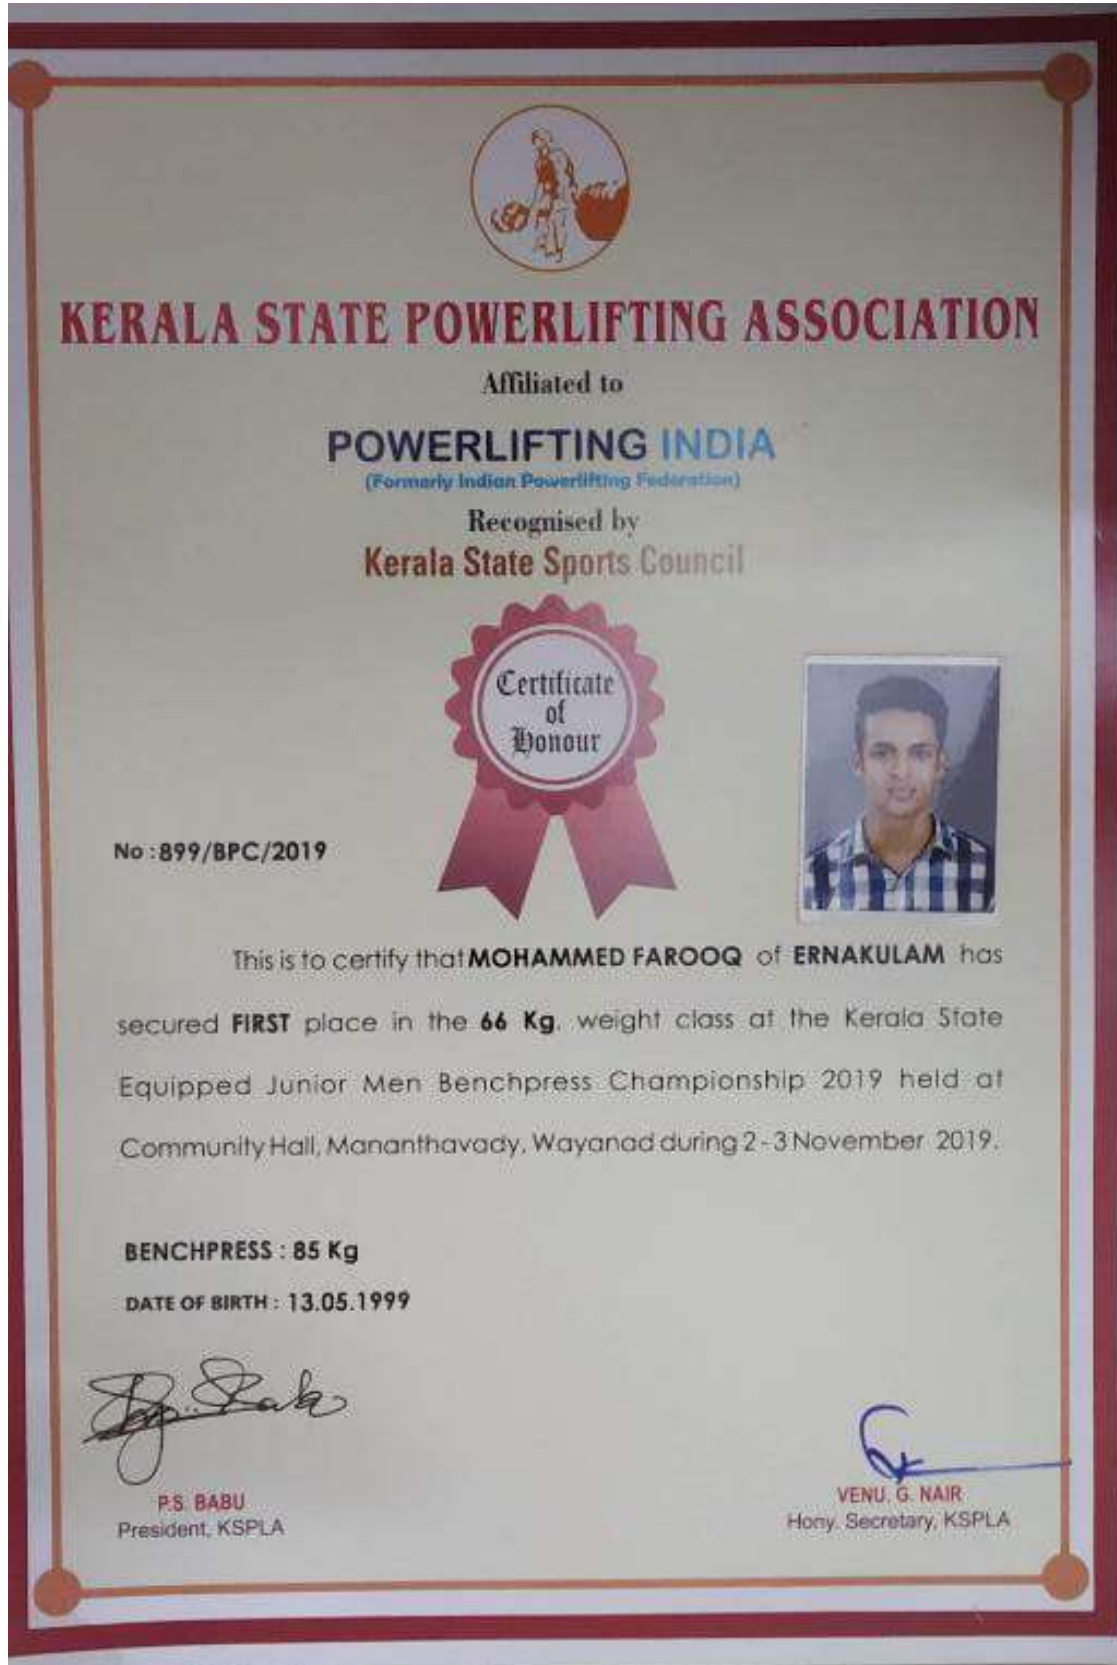 KERALA STATE POWERLIFTING ASSOCIATION
Affiliated to
POWERLIFTING INDIA
(Formerly Indian Powerlifting Federation)
Recognised by
Kerala State Sports Council
Certificate
of
Honour
No : 899/BPC/2019
This is to certify that MOHAMMED FAROOQ of ERNAKULAM has
secured FIRST place in the 66 Kg. weight class at the Kerala State
Equipped Junior Men Benchpress Championship 2019 held at
Community Hall, Mananthavady, Wayanad during 2 - 3 November 2019.
BENCHPRESS : 85 Kg
DATE OF BIRTH : 13.05.1999
P.S. BABU
President, KSPLA
VENU. G. NAIR
Hony. Secretary, KSPLA